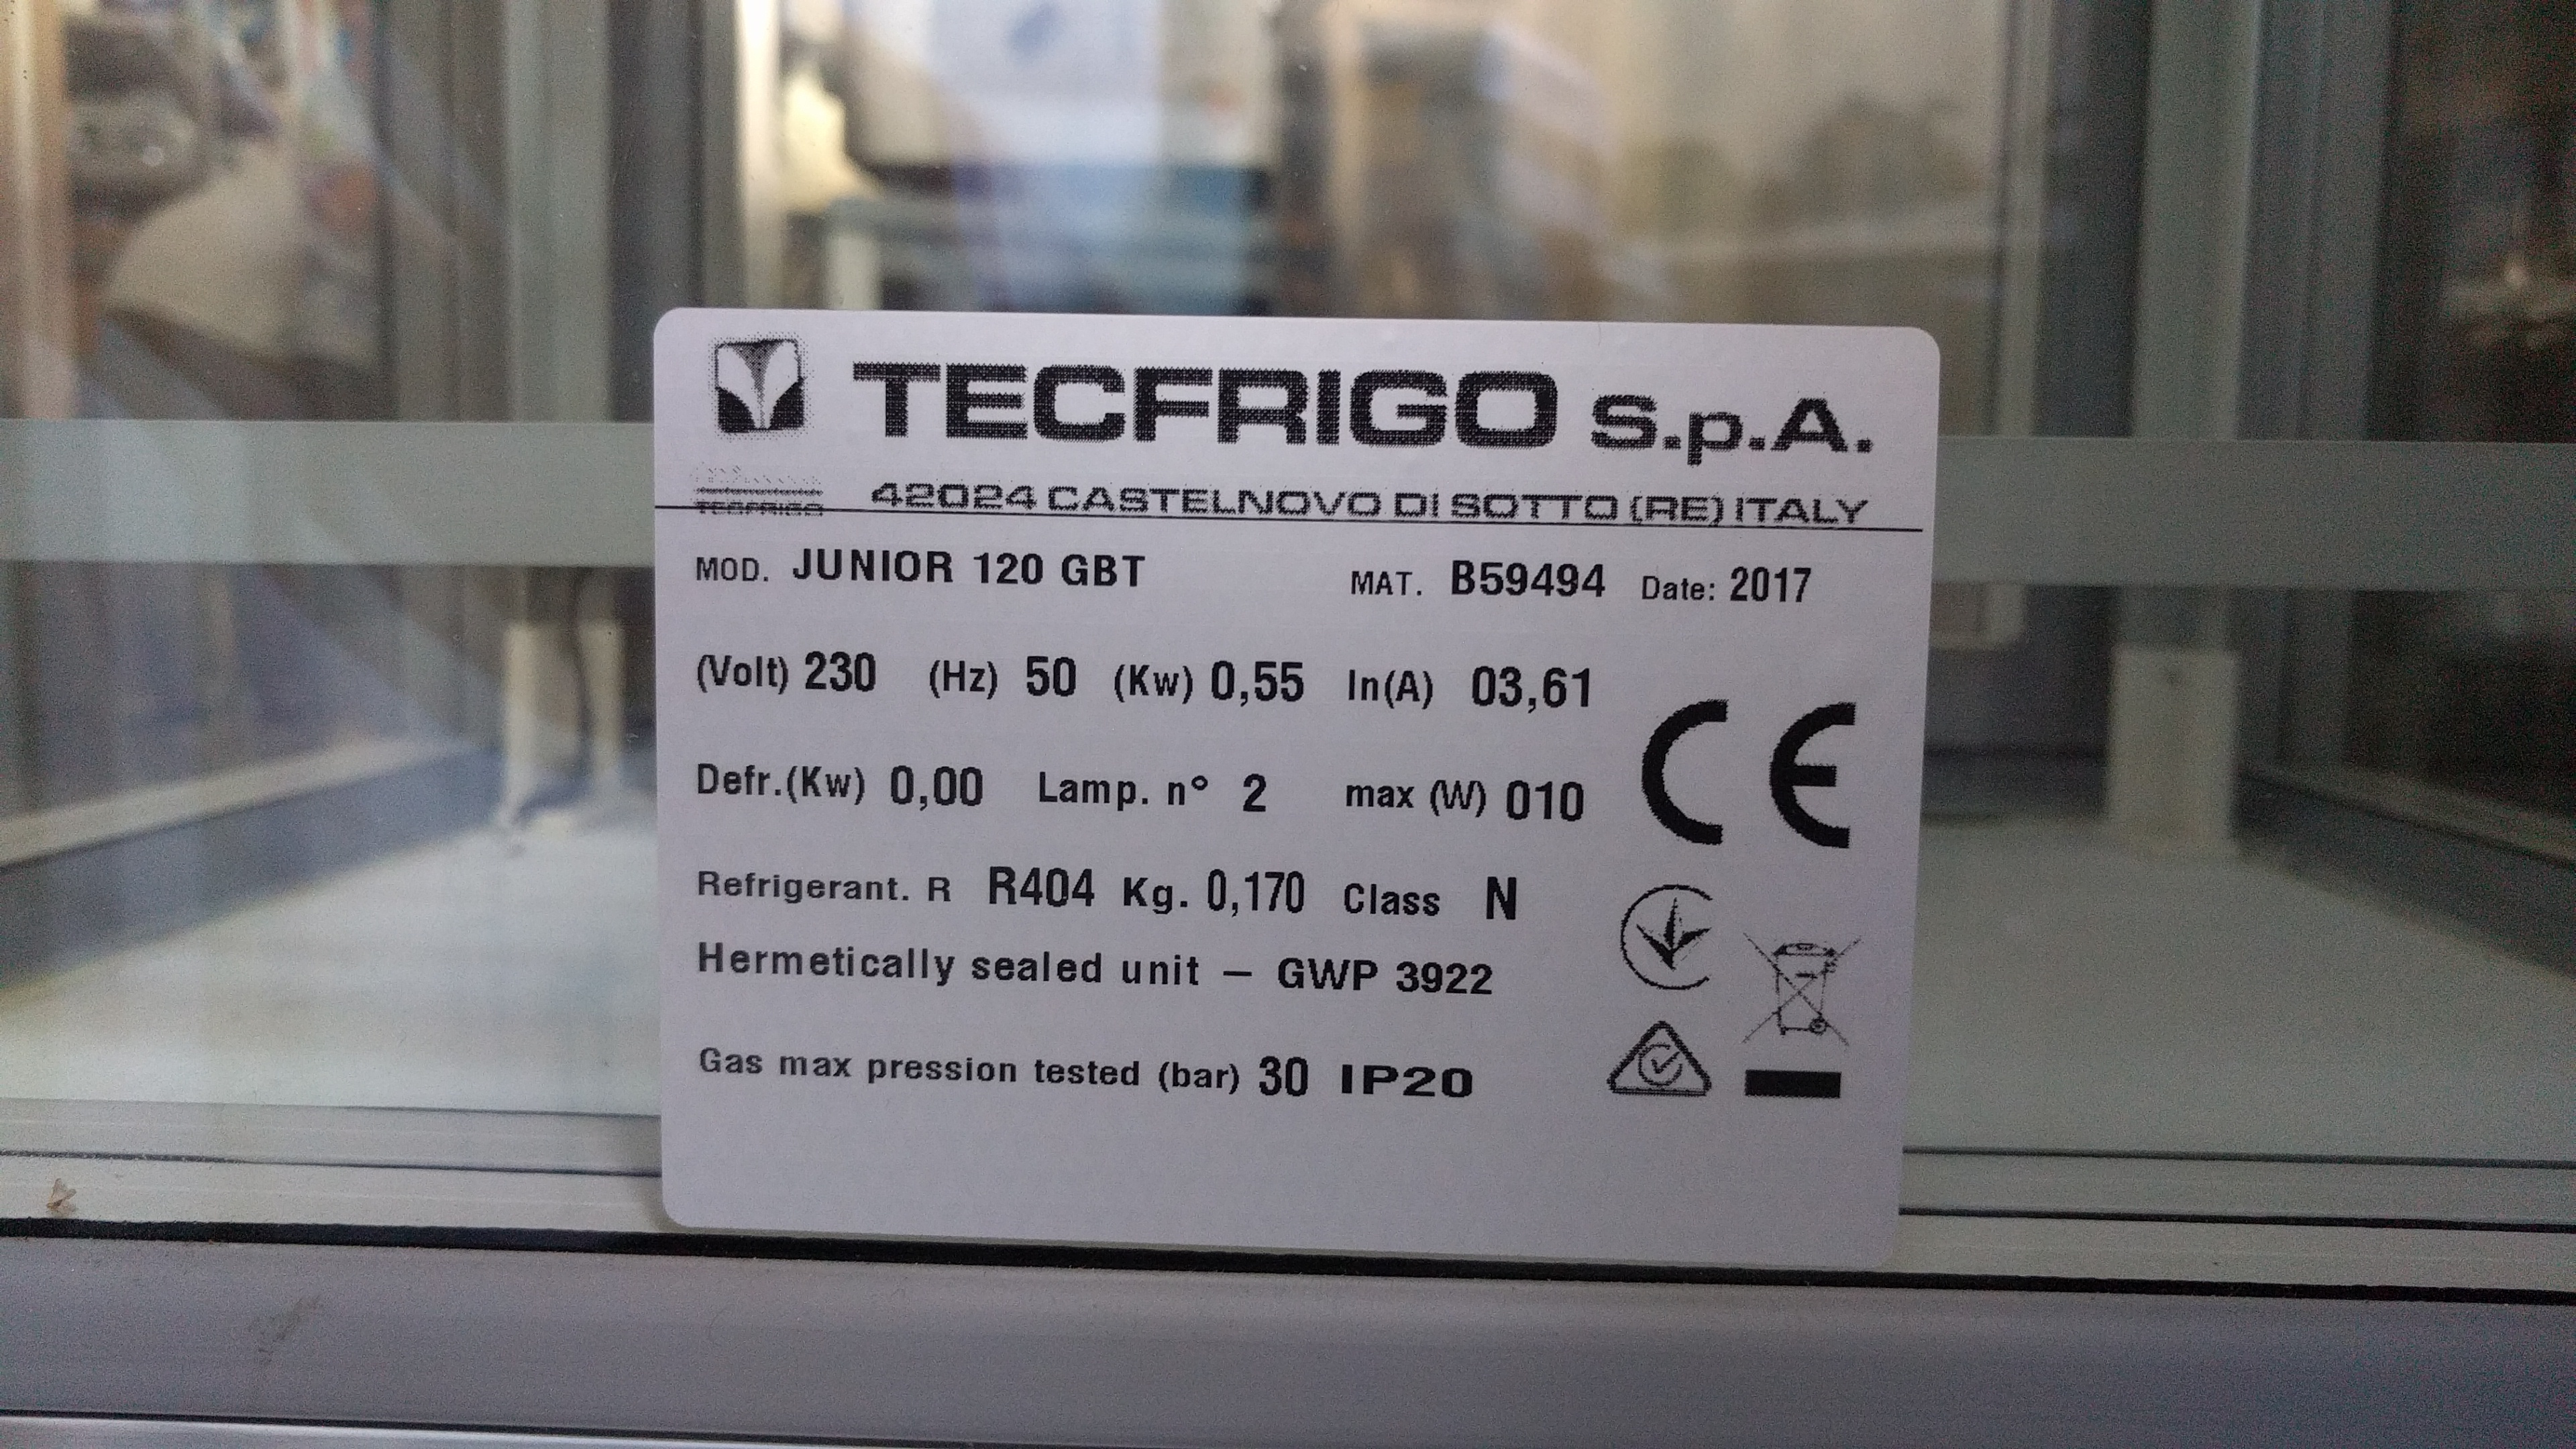 TECFRIGO s.p.A.
TECFRIGO 42024 CASTELNOVO DI SOTTO (RE) ITALY
MOD. JUNIOR 120 GBT MAT. B59494 Date: 2017
(Volt) 230 (Hz) 50 (Kw) 0,55 In(A) 03,61
CE
Defr.(Kw) 0,00 Lamp. n° 2 max (W) 010
Refrigerant. R R404 Kg. 0,170 Class N
Hermetically sealed unit – GWP 3922
Gas max pression tested (bar) 30 IP20